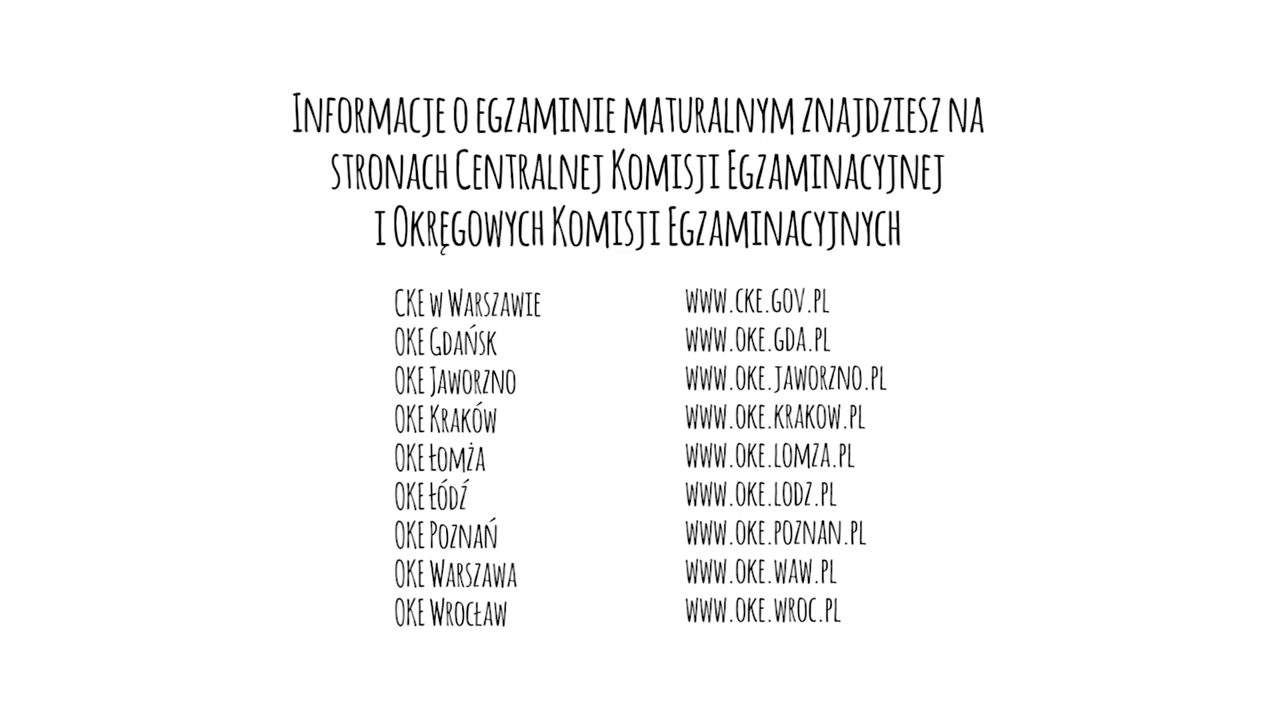 Informacje o egzaminie maturalnym znajdziesz na
stronach Centralnej Komisji Egzaminacyjnej
i Okręgowych Komisji Egzaminacyjnych
CKE w Warszawie www.cke.gov.pl
OKE Gdańsk www.oke.gda.pl
OKE Jaworzno www.oke.jaworzno.pl
OKE Kraków www.oke.krakow.pl
OKE Łomża www.oke.lomza.pl
OKE Łódź www.oke.lodz.pl
OKE Poznań www.oke.poznan.pl
OKE Warszawa www.oke.waw.pl
OKE Wrocław www.oke.wroc.pl